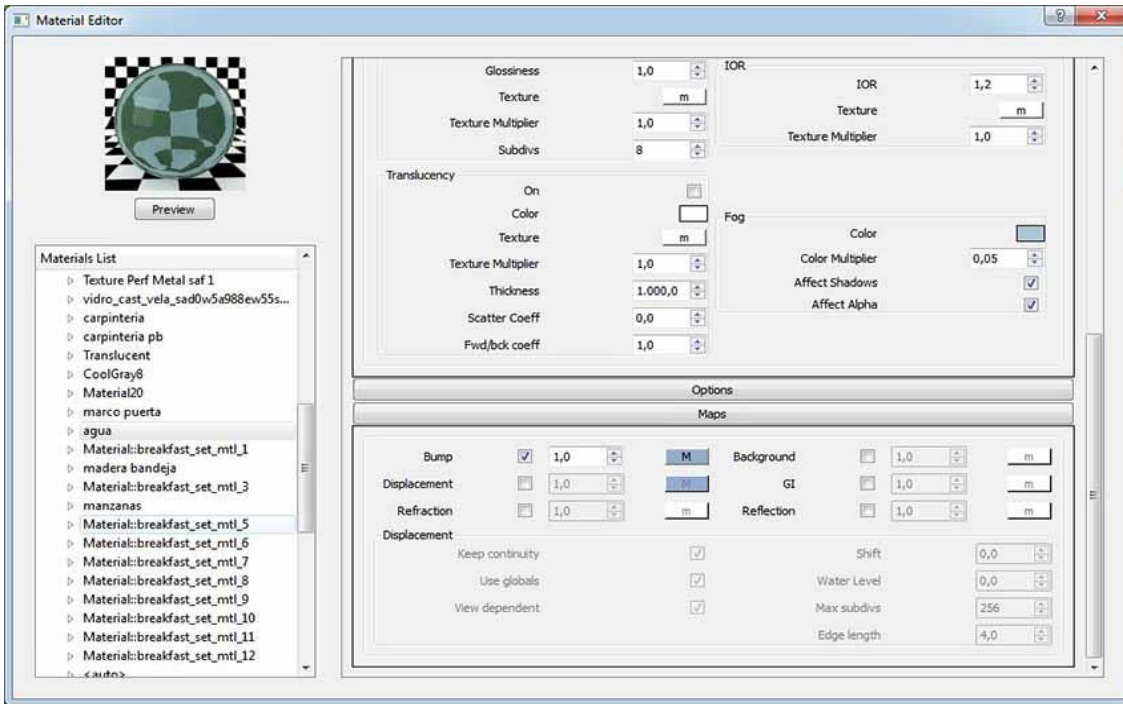 Material Editor
Preview
Materials List
Texture Perf Metal saf 1
vidro_cast_vela_sad0w5a988ew55s...
carpinteria
carpinteria pb
Translucent
CoolGray8
Material20
marco puerta
agua
Material::breakfast_set_mtl_1
madera bandeja
Material::breakfast_set_mtl_3
manzanas
Material::breakfast_set_mtl_5
Material::breakfast_set_mtl_6
Material::breakfast_set_mtl_7
Material::breakfast_set_mtl_8
Material::breakfast_set_mtl_9
Material::breakfast_set_mtl_10
Material::breakfast_set_mtl_11
Material::breakfast_set_mtl_12
<auto>
Glossiness 1,0
Texture m
Texture Multiplier 1,0
Subdivs 8
IOR
IOR 1,2
Texture m
Texture Multiplier 1,0
Translucency
On
Color
Texture m
Texture Multiplier 1,0
Thickness 1.000,0
Scatter Coeff 0,0
Fwd/bck coeff 1,0
Fog
Color
Color Multiplier 0,05
Affect Shadows
Affect Alpha
Options
Maps
Bump 1,0 M Background 1,0 m
Displacement 1,0 M GI 1,0 m
Refraction 1,0 m Reflection 1,0 m
Displacement
Keep continuity Shift 0,0
Use globals Water Level 0,0
View dependent Max subdivs 256
Edge length 4,0